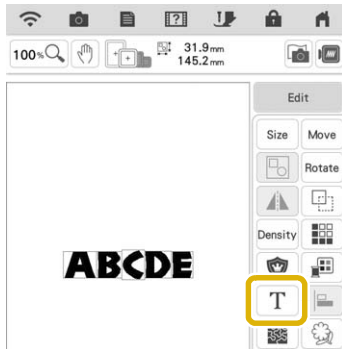 100%
31.9mm
145.2mm
Edit
Size
Move
Rotate
Density
ABCDE
T